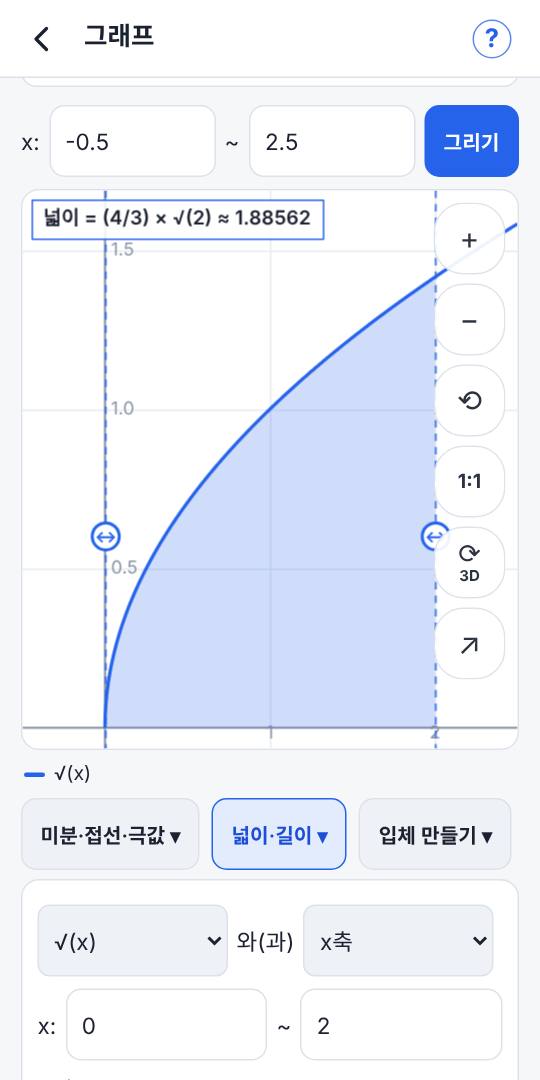 그래프
?
x: -0.5 ~ 2.5 그리기
넓이 = (4/3) × √(2) ≈ 1.88562
1.5
1.0
0.5
1
2
+
−
1:1
3D
√(x)
미분·접선·극값 ▾
넓이·길이 ▾
입체 만들기 ▾
√(x) 와(과) x축
x: 0 ~ 2